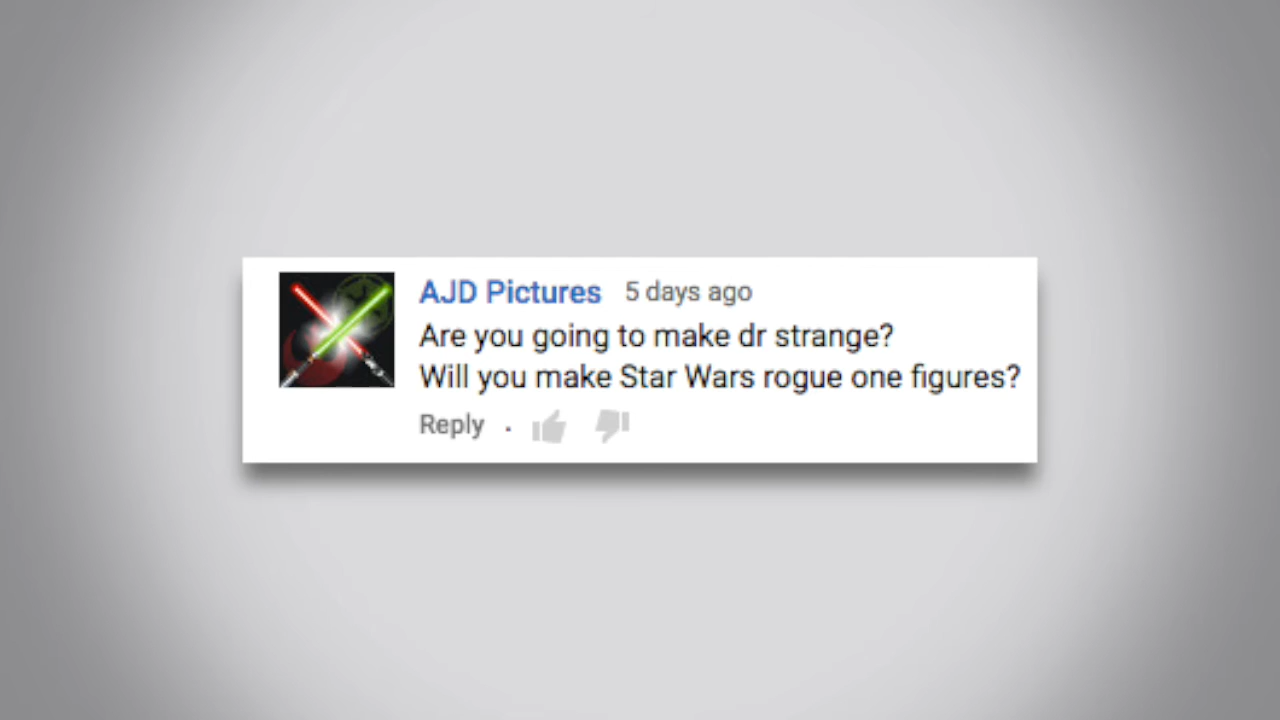 AJD Pictures 5 days ago
Are you going to make dr strange?
Will you make Star Wars rogue one figures?
Reply .